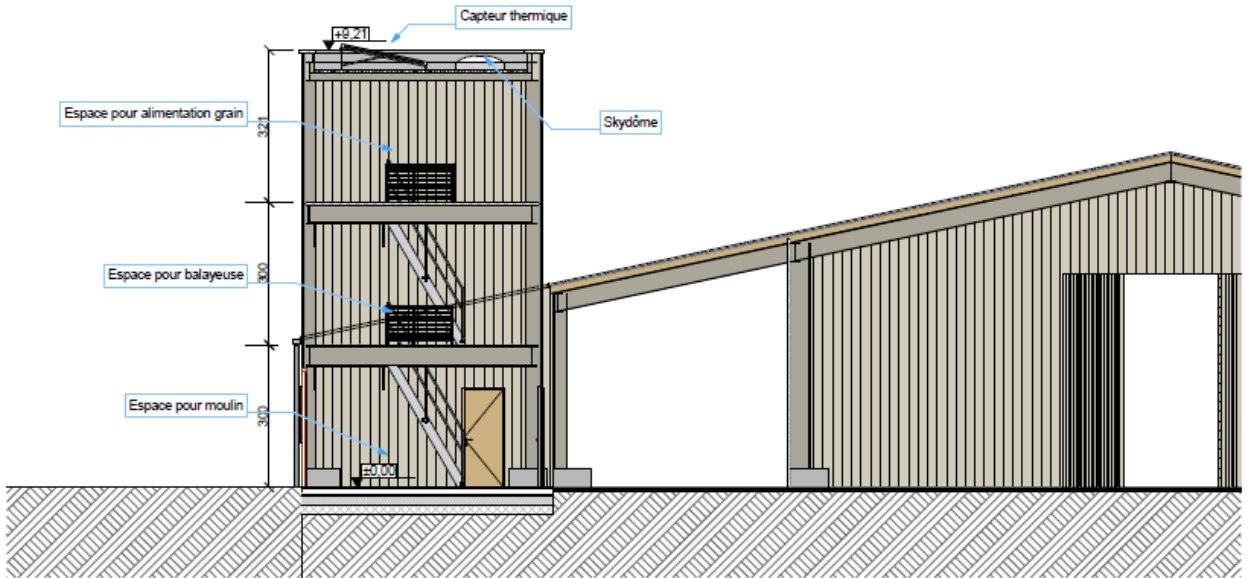 Capteur thermique
+9,21
Espace pour alimentation grain
Skydôme
321
Espace pour balayeuse
300
Espace pour moulin
300
±0,00